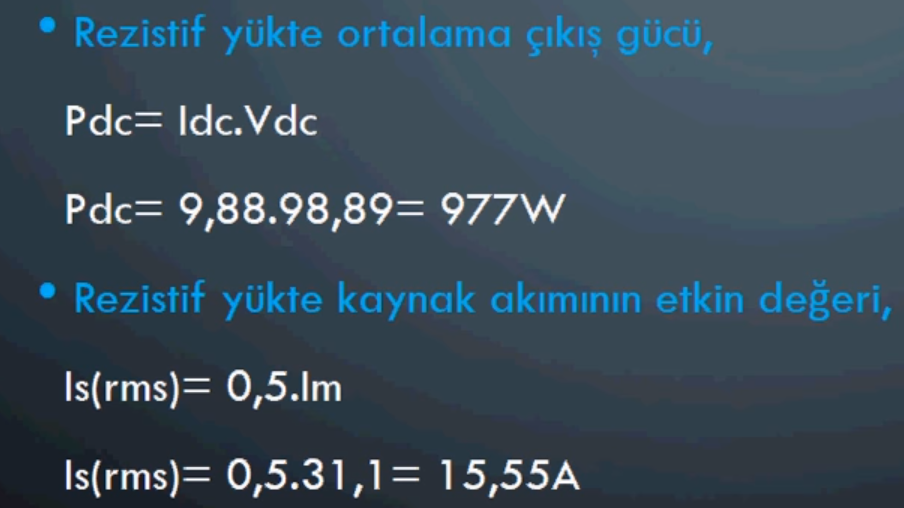 • Rezistif yükte ortalama çıkış gücü,
Pdc= Idc.Vdc
Pdc= 9,88.98,89= 977W
• Rezistif yükte kaynak akımının etkin değeri,
Is(rms)= 0,5.Im
Is(rms)= 0,5.31,1= 15,55A